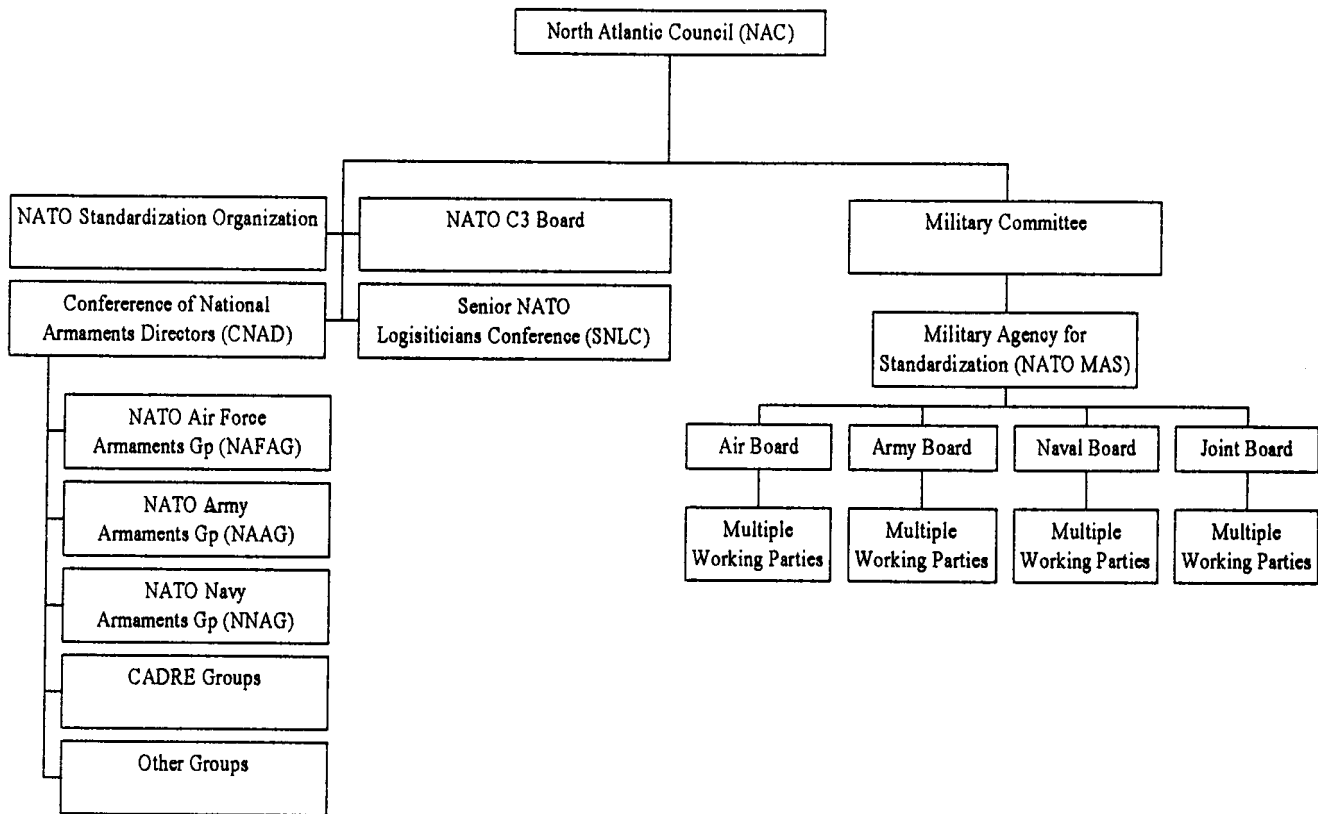 North Atlantic Council (NAC)
NATO Standardization Organization
NATO C3 Board
Military Committee
Confererence of National
Armaments Directors (CNAD)
Senior NATO
Logisiticians Conference (SNLC)
Military Agency for
Standardization (NATO MAS)
NATO Air Force
Armaments Gp (NAFAG)
NATO Army
Armaments Gp (NAAG)
NATO Navy
Armaments Gp (NNAG)
CADRE Groups
Other Groups
Air Board
Army Board
Naval Board
Joint Board
Multiple
Working Parties
Multiple
Working Parties
Multiple
Working Parties
Multiple
Working Parties